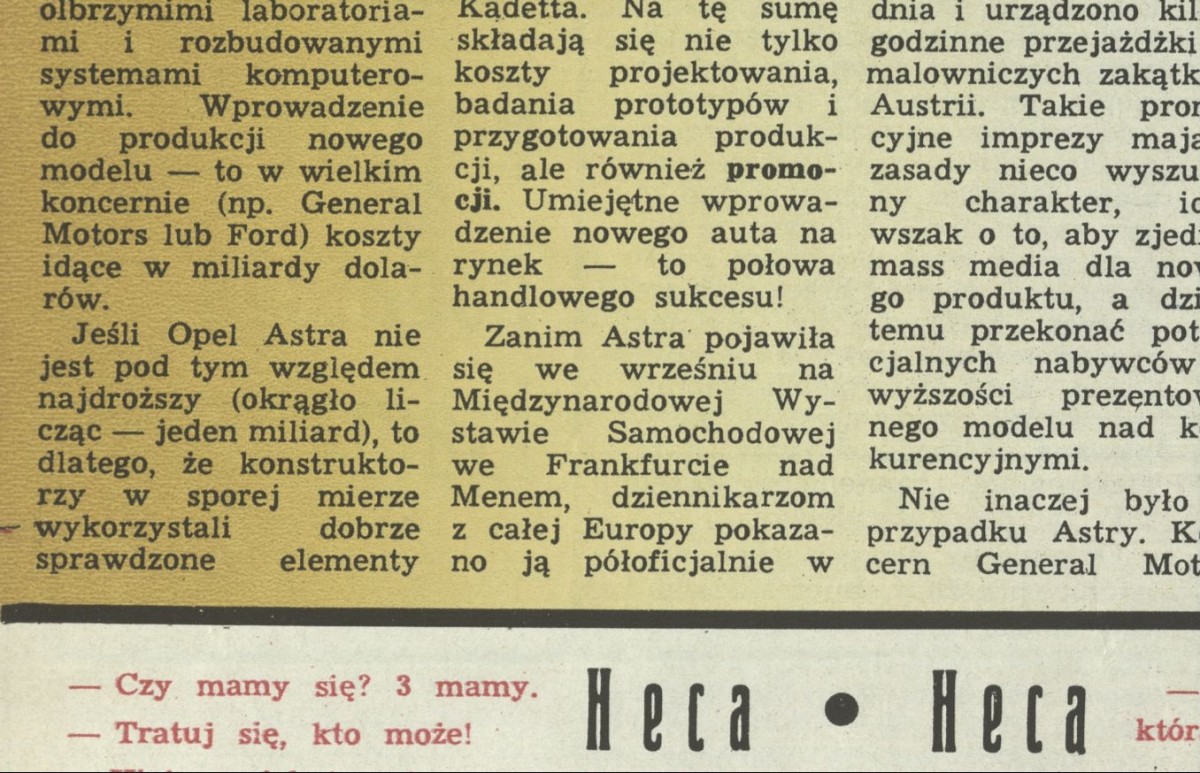 olbrzymimi laboratoria-
mi i rozbudowanymi
systemami komputero-
wymi. Wprowadzenie
do produkcji nowego
modelu — to w wielkim
koncernie (np. General
Motors lub Ford) koszty
idące w miliardy dola-
rów.
Jeśli Opel Astra nie
jest pod tym względem
najdroższy (okrągło li-
cząc — jeden miliard), to
dlatego, że konstrukto-
rzy w sporej mierze
wykorzystali dobrze
sprawdzone elementy
Kadetta. Na tę sumę
składają się nie tylko
koszty projektowania,
badania prototypów i
przygotowania produk-
cji, ale również promo-
cji. Umiejętne wprowa-
dzenie nowego auta na
rynek — to połowa
handlowego sukcesu!
Zanim Astra pojawiła
się we wrześniu na
Międzynarodowej Wy-
stawie Samochodowej
we Frankfurcie nad
Menem, dziennikarzom
z całej Europy pokaza-
no ją półoficjalnie w
dnia i urządzono kil
godzinne przejażdżki
malowniczych zakątk
Austrii. Takie pro
cyjne imprezy mają
zasady nieco wyszu
ny charakter, i
wszak o to, aby zjed
mass media dla now
go produktu, a dzi
temu przekonać pot
cjalnych nabywców
wyższości prezento
nego modelu nad k
kurencyjnymi.
Nie inaczej było
przypadku Astry. K
cern General Mot
— Czy mamy się? 3 mamy.
— Tratuj się, kto może!
Heca • Heca
—
któr